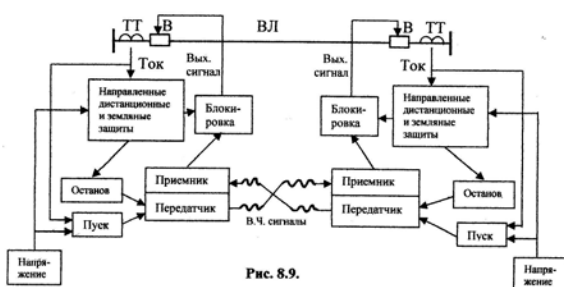 ТТ В ВЛ В ТТ
Ток Вых. сигнал Вых. сигнал Ток
Направленные
дистанционные
и земляные
защиты
Блоки-
ровка
Блоки-
ровка
Направленные
дистанционные
и земляные
защиты
Останов
Приемник
Передатчик
Приемник
Передатчик
Останов
Пуск
В.Ч. сигналы
Пуск
Напря-
жение
Рис. 8.9.
Напря-
жение